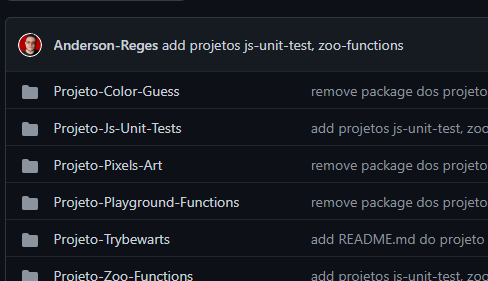 Anderson-Reges add projetos js-unit-test, zoo-functions
Projeto-Color-Guess remove package dos projeto
Projeto-Js-Unit-Tests add projetos js-unit-test, zoo
Projeto-Pixels-Art remove package dos projeto
Projeto-Playground-Functions remove package dos projeto
Projeto-Trybewarts add README.md do projeto
Projeto-Zoo-Functions add projetos js-unit-test, zoo